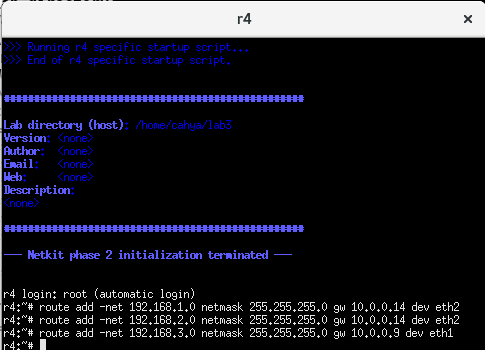 r4
>>> Running r4 specific startup script...
>>> End of r4 specific startup script.
##################################################
Lab directory (host): /home/oahya/lab5
Version: <none>
Author: <none>
Email: <none>
Web: <none>
Description:
<none>
##################################################
--- Netkit phase 2 initialization terminated ---
r4 login: root (automatic login)
r4:~# route add -net 192.168.1.0 netmask 255.255.255.0 gw 10.0.0.14 dev eth2
r4:~# route add -net 192.168.2.0 netmask 255.255.255.0 gw 10.0.0.14 dev eth2
r4:~# route add -net 192.168.3.0 netmask 255.255.255.0 gw 10.0.0.9 dev eth1
r4:~#